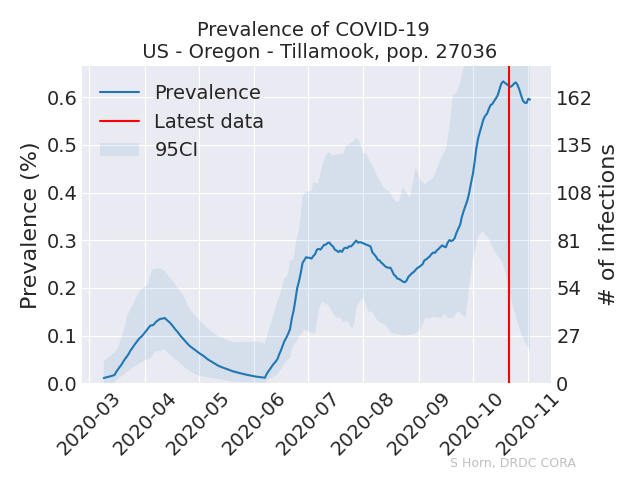 Prevalence of COVID-19
US - Oregon - Tillamook, pop. 27036
Prevalence
Latest data
95CI
Prevalence (%)
0.6
0.5
0.4
0.3
0.2
0.1
0.0
# of infections
162
135
108
81
54
27
0
2020-03
2020-04
2020-05
2020-06
2020-07
2020-08
2020-09
2020-10
2020-11
S Horn, DRDC CORA